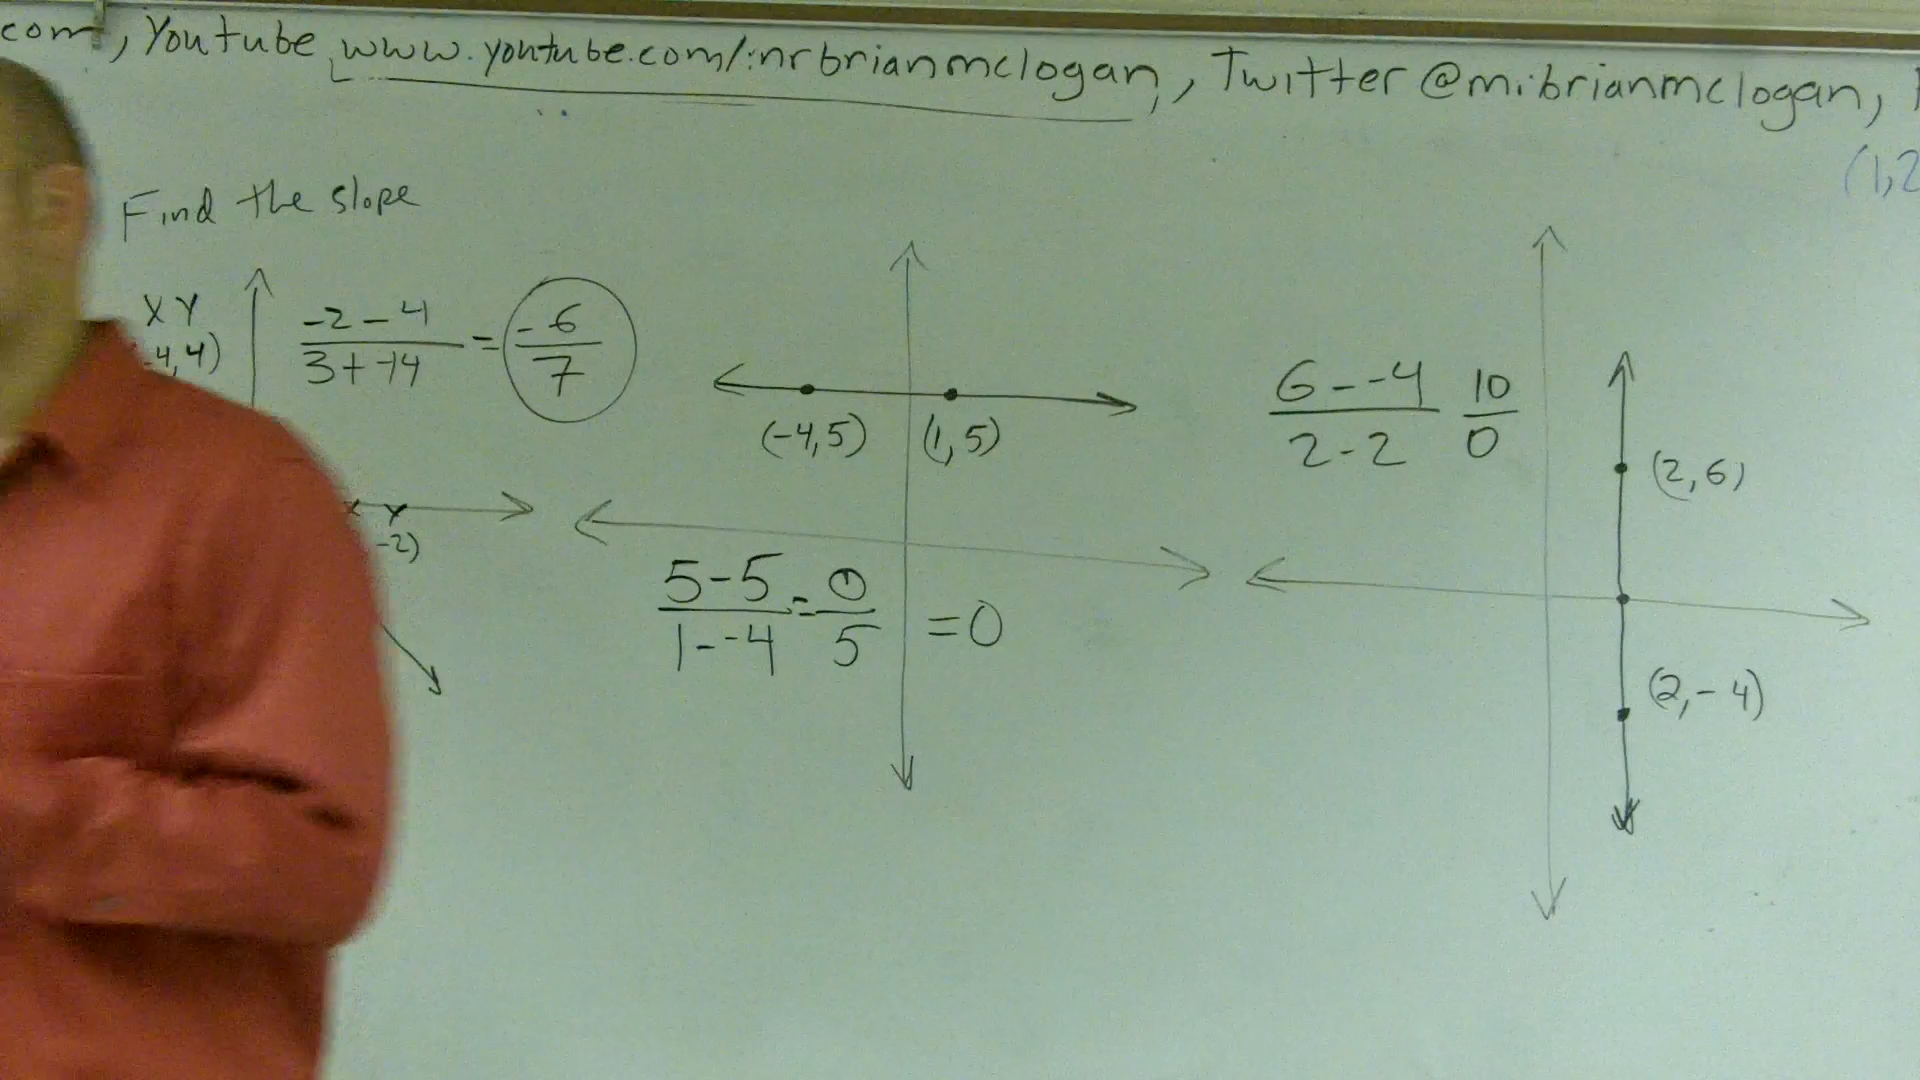 com, Youtube www.youtube.com/mrbrianmclogan, Twitter @mrbrianmclogan,
(1,2
Find the slope
X Y
-4,4)
-2-4 / 3+-+4 = -6 / 7
X Y
-2)
(-4,5) (1,5)
5-5 / 1--4 = 0 / 5 = 0
6--4 / 2-2 10 / 0
(2,6)
(2,-4)